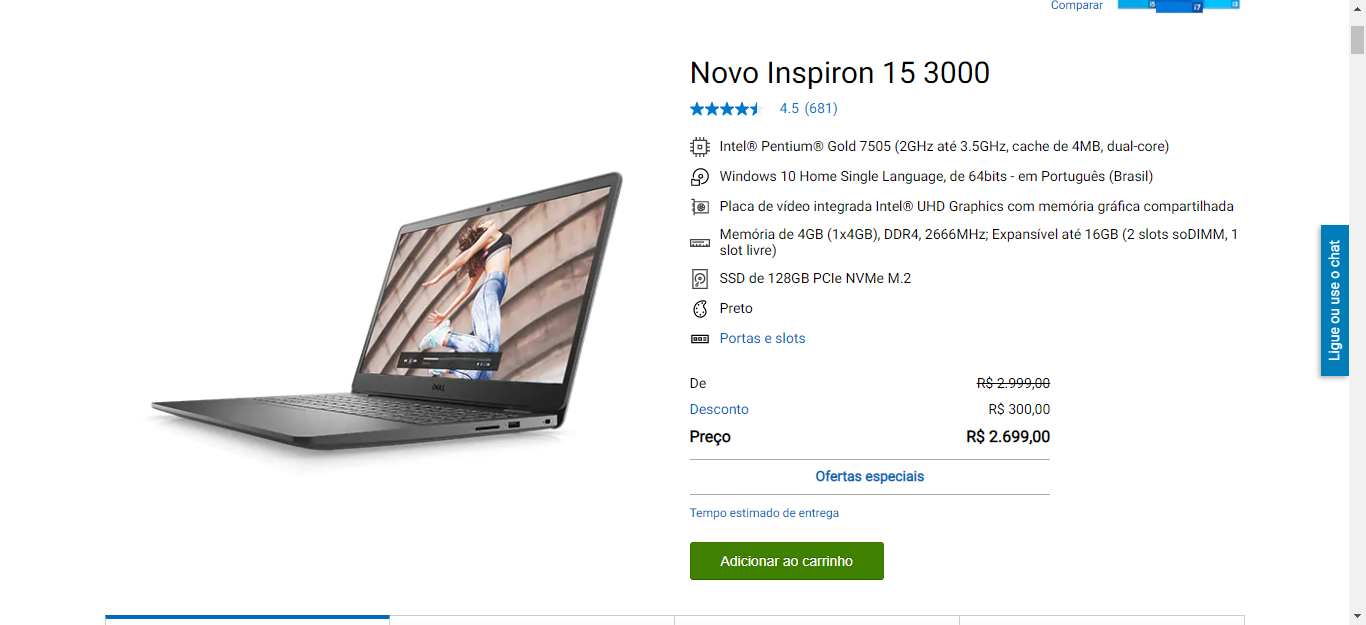 Comparar
i5
i7
i3
Novo Inspiron 15 3000
4.5 (681)
Intel® Pentium® Gold 7505 (2GHz até 3.5GHz, cache de 4MB, dual-core)
Windows 10 Home Single Language, de 64bits - em Português (Brasil)
Placa de vídeo integrada Intel® UHD Graphics com memória gráfica compartilhada
Memória de 4GB (1x4GB), DDR4, 2666MHz; Expansível até 16GB (2 slots soDIMM, 1
slot livre)
SSD de 128GB PCIe NVMe M.2
Preto
Portas e slots
De R$ 2.999,00
Desconto R$ 300,00
Preço R$ 2.699,00
Ofertas especiais
Tempo estimado de entrega
Adicionar ao carrinho
Ligue ou use o chat
DELL